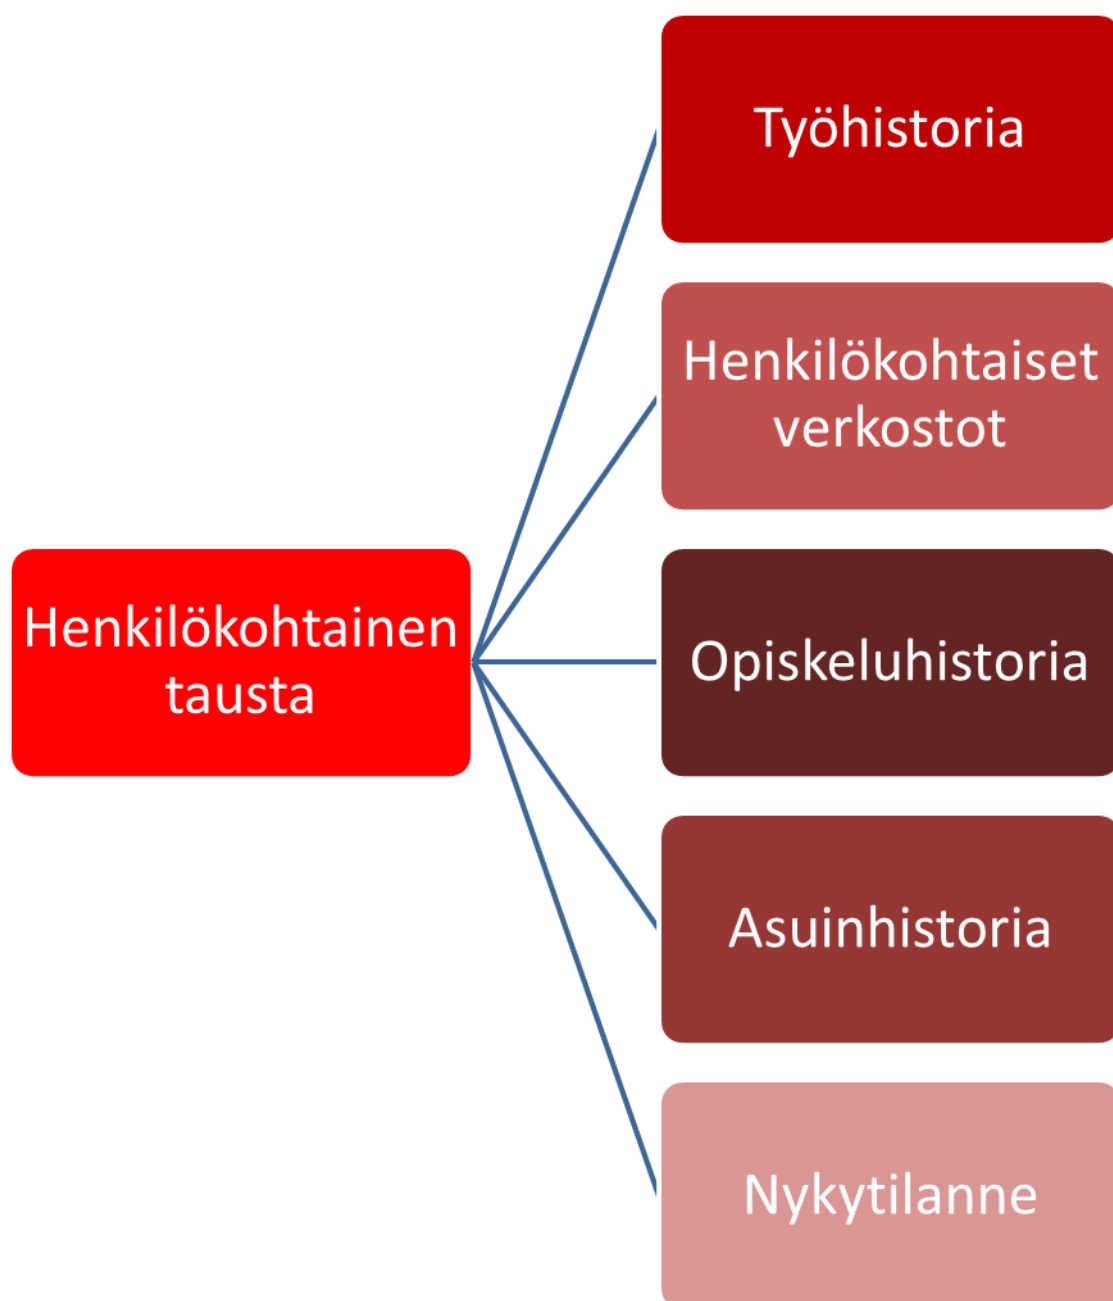 Henkilökohtainen
tausta
Työhistoria
Henkilökohtaiset
verkostot
Opiskeluhistoria
Asuinhistoria
Nykytilanne